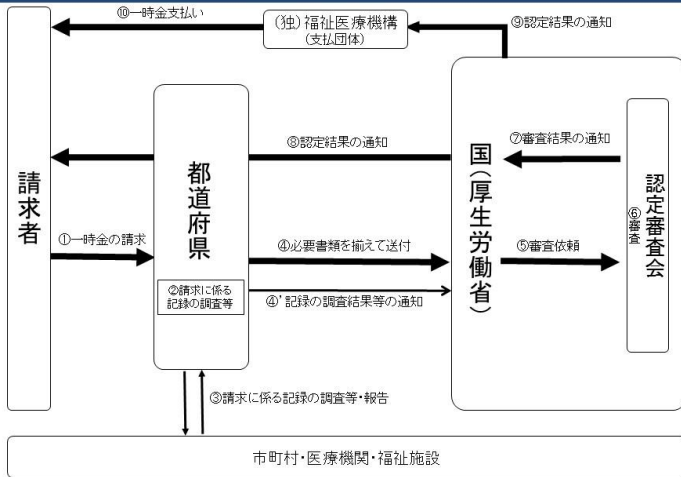 ⑩一時金支払い
(独)福祉医療機構
(支払団体)
⑨認定結果の通知
請求者
都道府県
⑧認定結果の通知
国(厚生労働省)
⑦審査結果の通知
認定審査会
⑥審査
①一時金の請求
④必要書類を揃えて送付
⑤審査依頼
②請求に係る
記録の調査等
④'記録の調査結果等の通知
③請求に係る記録の調査等・報告
市町村・医療機関・福祉施設